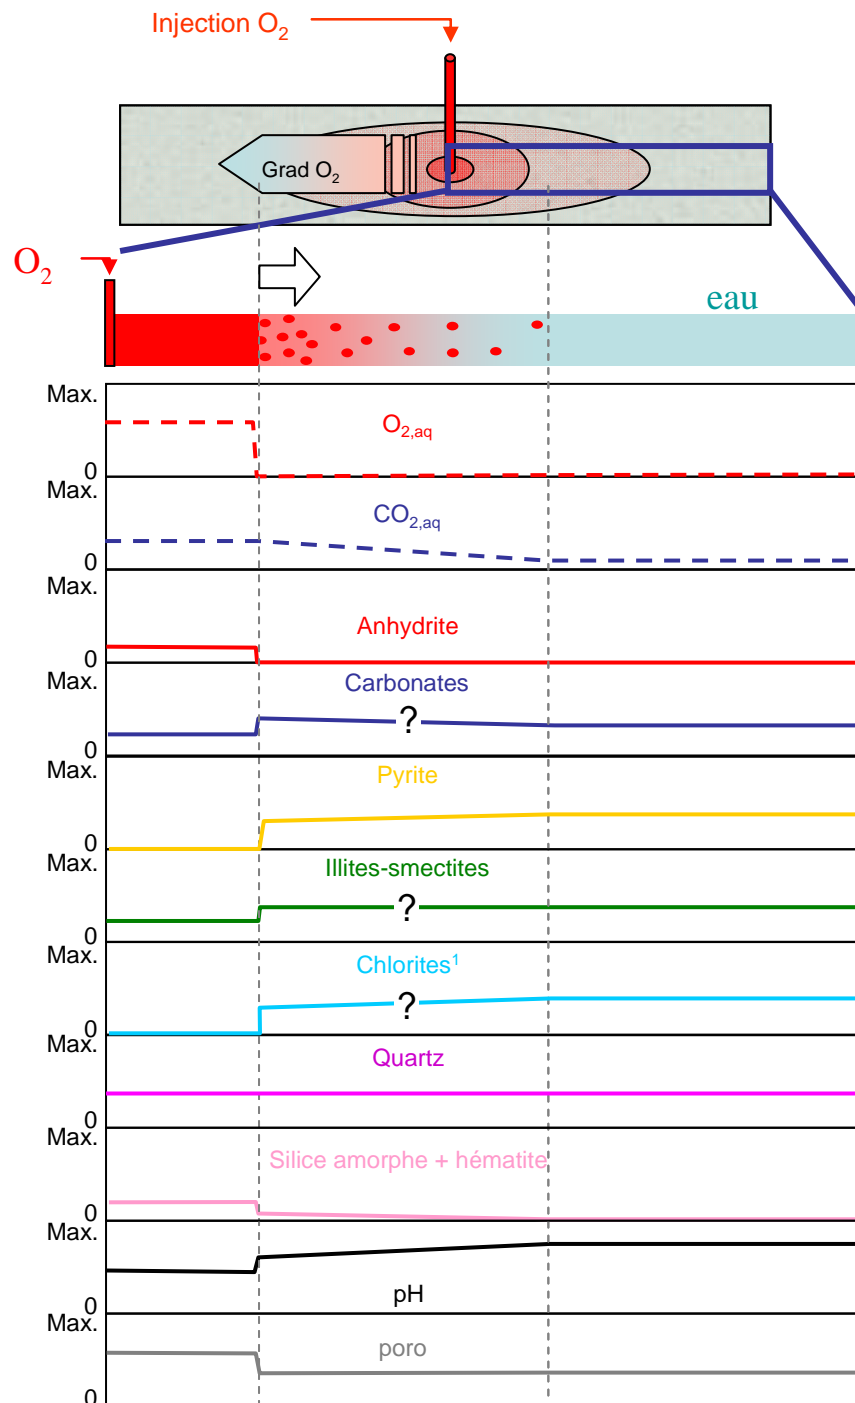 Injection O₂
Grad O₂
O₂
eau
Max.
O₂,aq
0
Max.
CO₂,aq
0
Max.
Anhydrite
0
Max.
Carbonates
?
0
Max.
Pyrite
0
Max.
Illites-smectites
?
0
Max.
Chlorites¹
?
0
Max.
Quartz
0
Max.
Silice amorphe + hématite
0
Max.
pH
0
Max.
poro
0